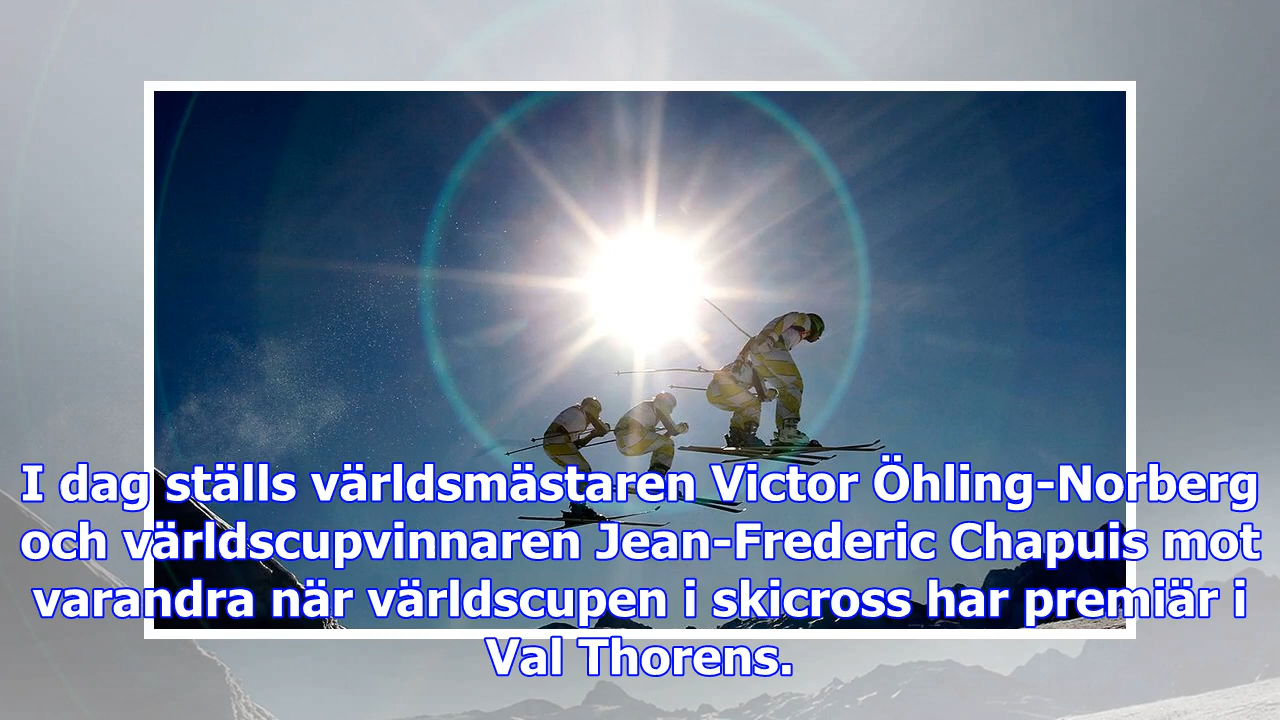 I dag ställs världsmästaren Victor Öhling-Norberg
och världscupvinnaren Jean-Frederic Chapuis mot
varandra när världscupen i skicross har premiär i
Val Thorens.